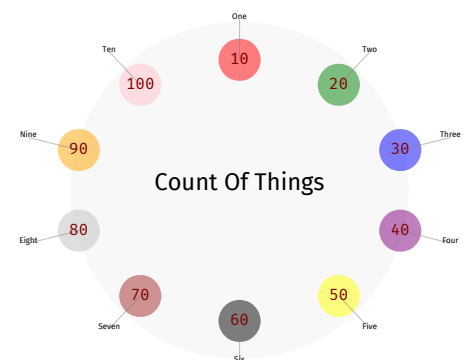 One
10
Ten
100
Two
20
Nine
90
Three
30
Count Of Things
Eight
80
Four
40
Seven
70
Five
50
60
Six